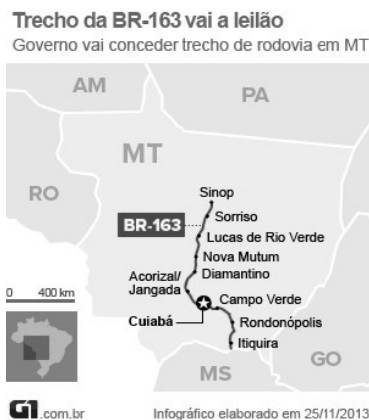 Trecho da BR-163 vai a leilão
Governo vai conceder trecho de rodovia em MT
AM
PA
MT
RO
Sinop
Sorriso
BR-163
Lucas de Rio Verde
Nova Mutum
Diamantino
Acorizal/
Jangada
0 400 km
Campo Verde
Cuiabá
Rondonópolis
Itiquira
GO
MS
G1.com.br
Infográfico elaborado em 25/11/2013